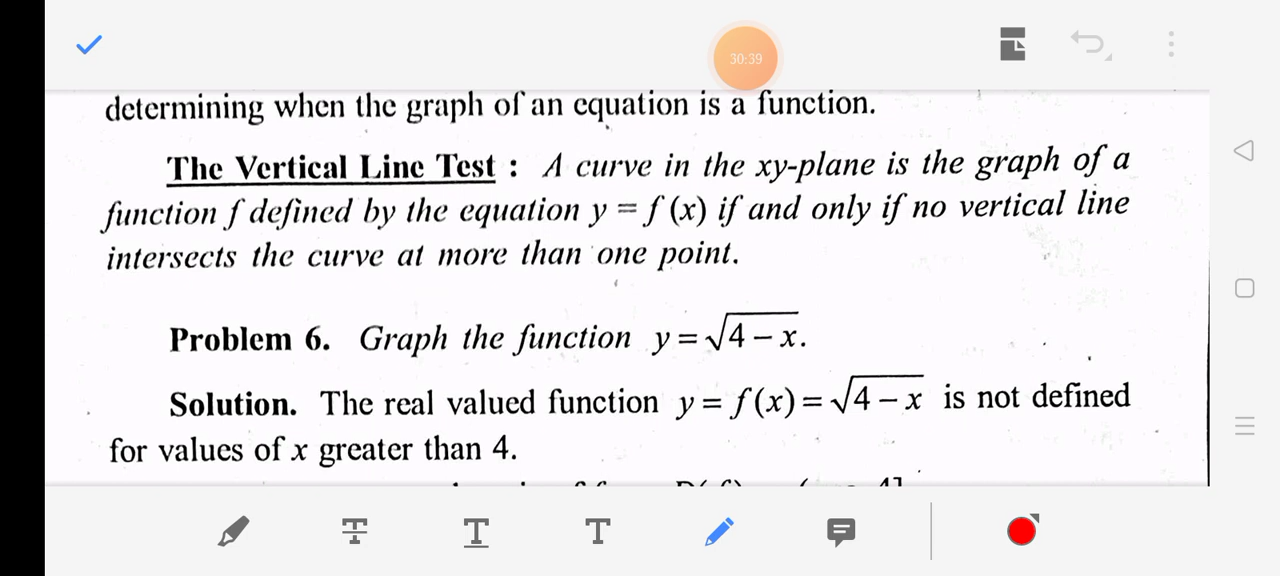 30:39
determining when the graph of an equation is a function.
The Vertical Line Test : A curve in the xy-plane is the graph of a
function f defined by the equation y = f (x) if and only if no vertical line
intersects the curve at more than one point.
Problem 6. Graph the function y = √4 – x.
Solution. The real valued function y = f (x) = √4 – x is not defined
for values of x greater than 4.
T T T